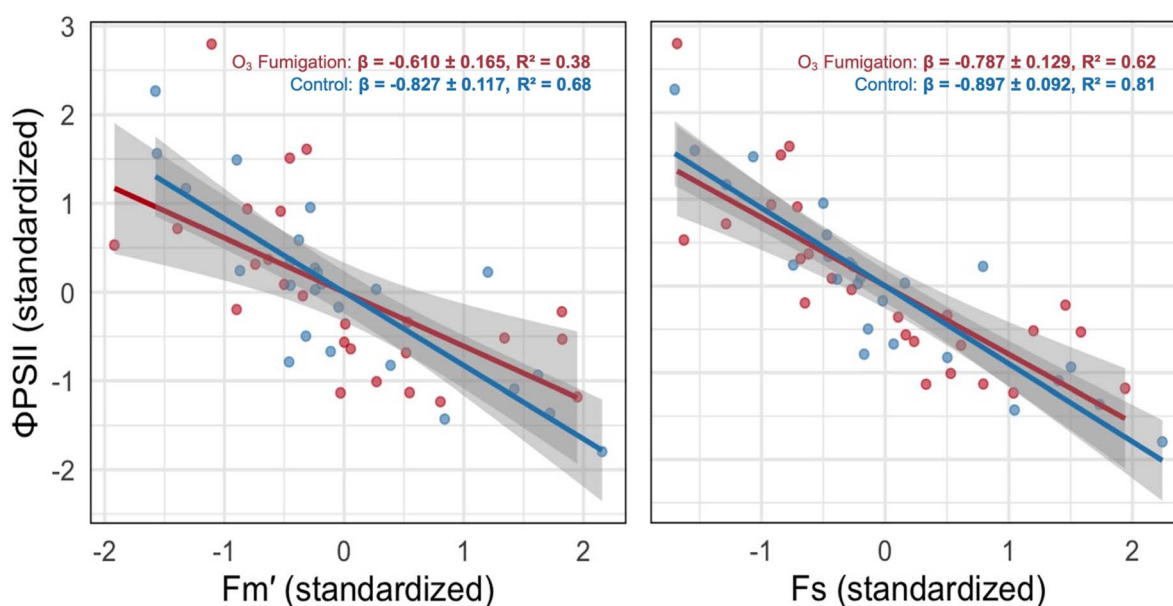 3
2
1
0
-1
-2
ΦPSII (standardized)
O₃ Fumigation: β = -0.610 ± 0.165, R² = 0.38
Control: β = -0.827 ± 0.117, R² = 0.68
-2 -1 0 1 2
Fm′ (standardized)
O₃ Fumigation: β = -0.787 ± 0.129, R² = 0.62
Control: β = -0.897 ± 0.092, R² = 0.81
-1 0 1 2
Fs (standardized)